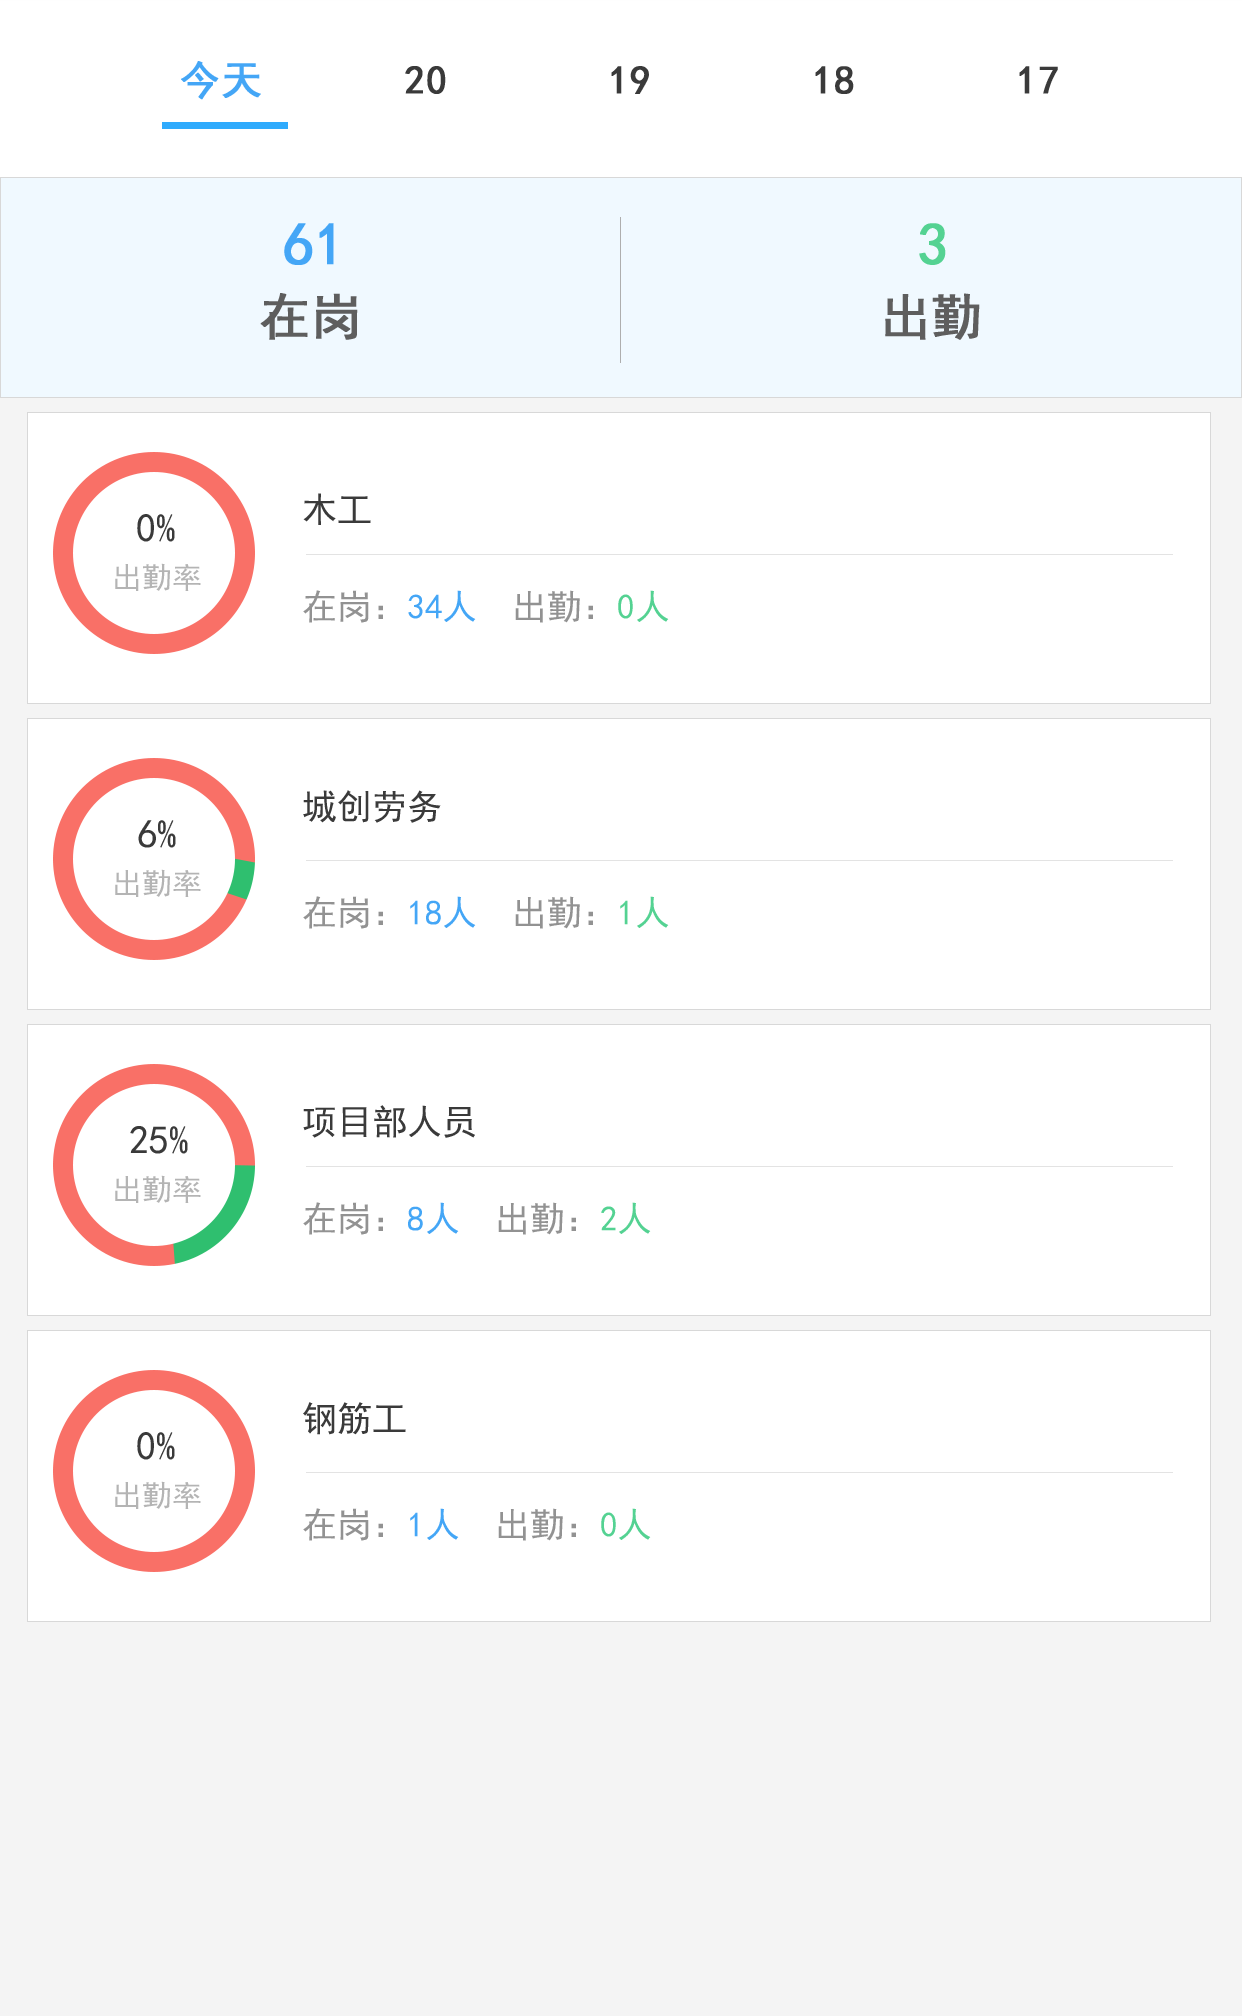 今天 20 19 18 17
61 3
在岗 出勤
0%
出勤率
木工
在岗：34人 出勤：0人
6%
出勤率
城创劳务
在岗：18人 出勤：1人
25%
出勤率
项目部人员
在岗：8人 出勤：2人
0%
出勤率
钢筋工
在岗：1人 出勤：0人